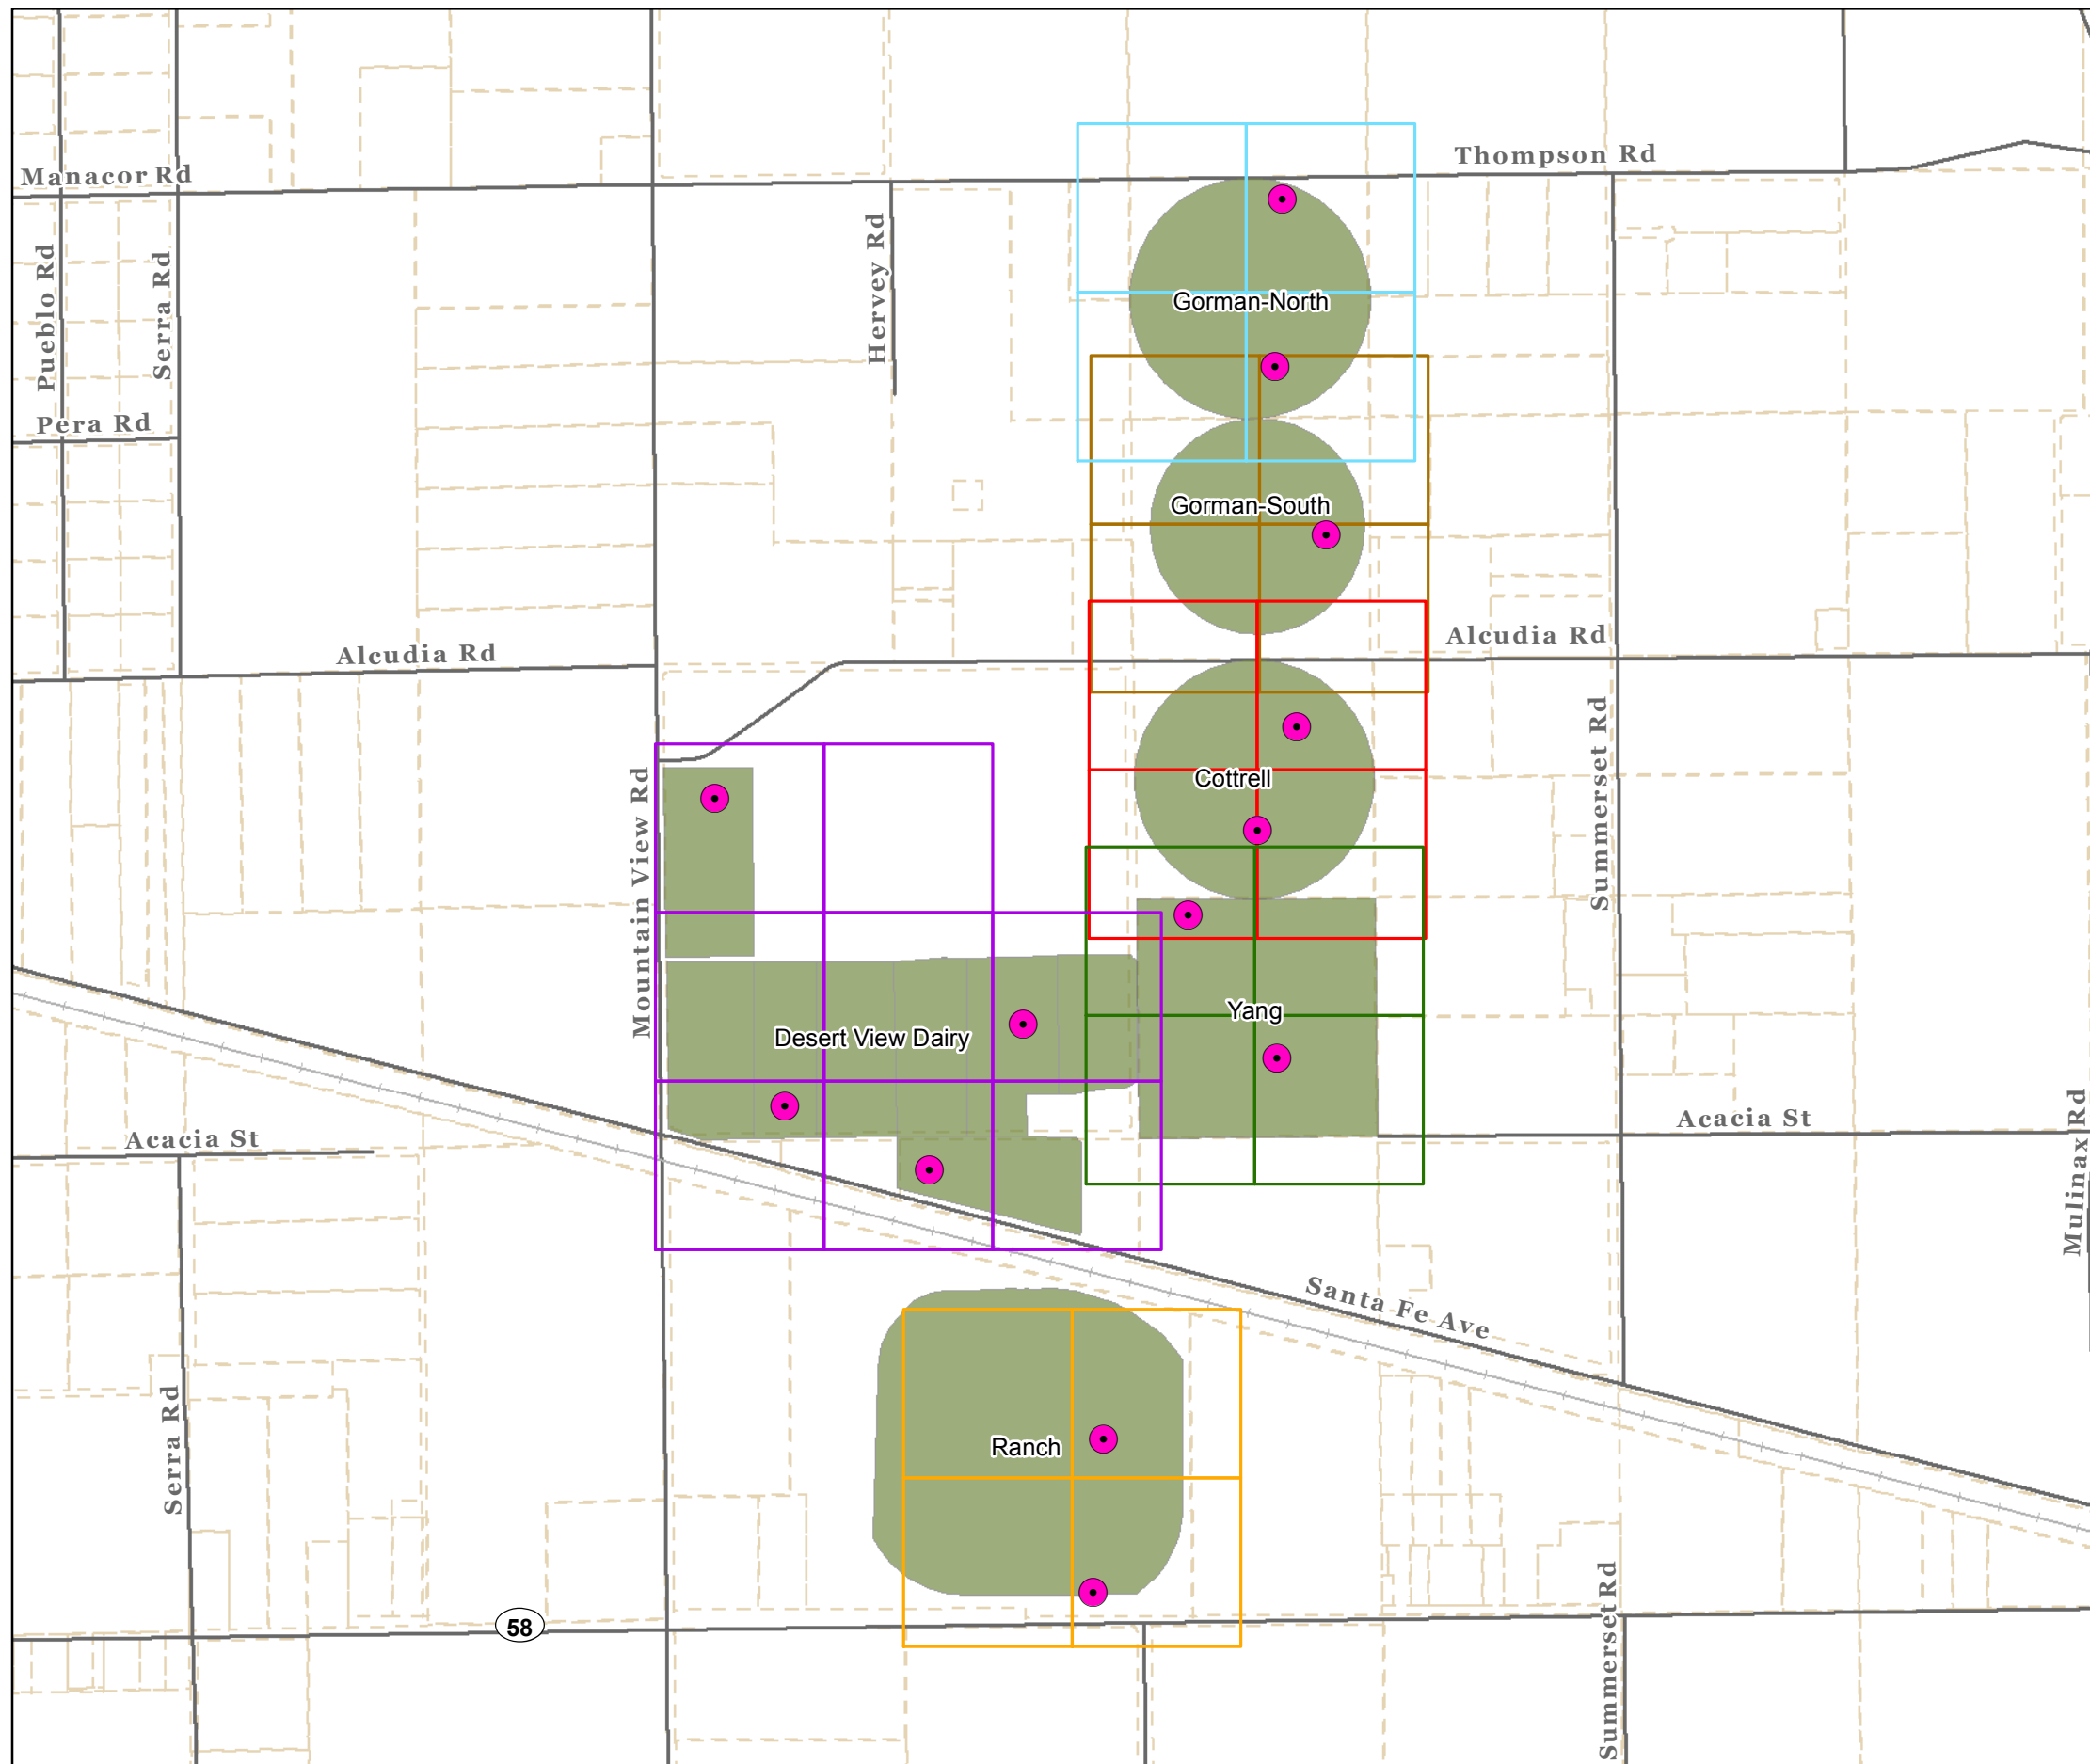 Thompson Rd
Manacor Rd
Hervey Rd
Pueblo Rd
Serra Rd
Gorman-North
Pera Rd
Gorman-South
Alcudia Rd
Alcudia Rd
Summerset Rd
Mountain View Rd
Cottrell
Yang
Desert View Dairy
Acacia St
Acacia St
Mulinax Rd
Santa Fe Ave
Serra Rd
Ranch
58
Summerset Rd